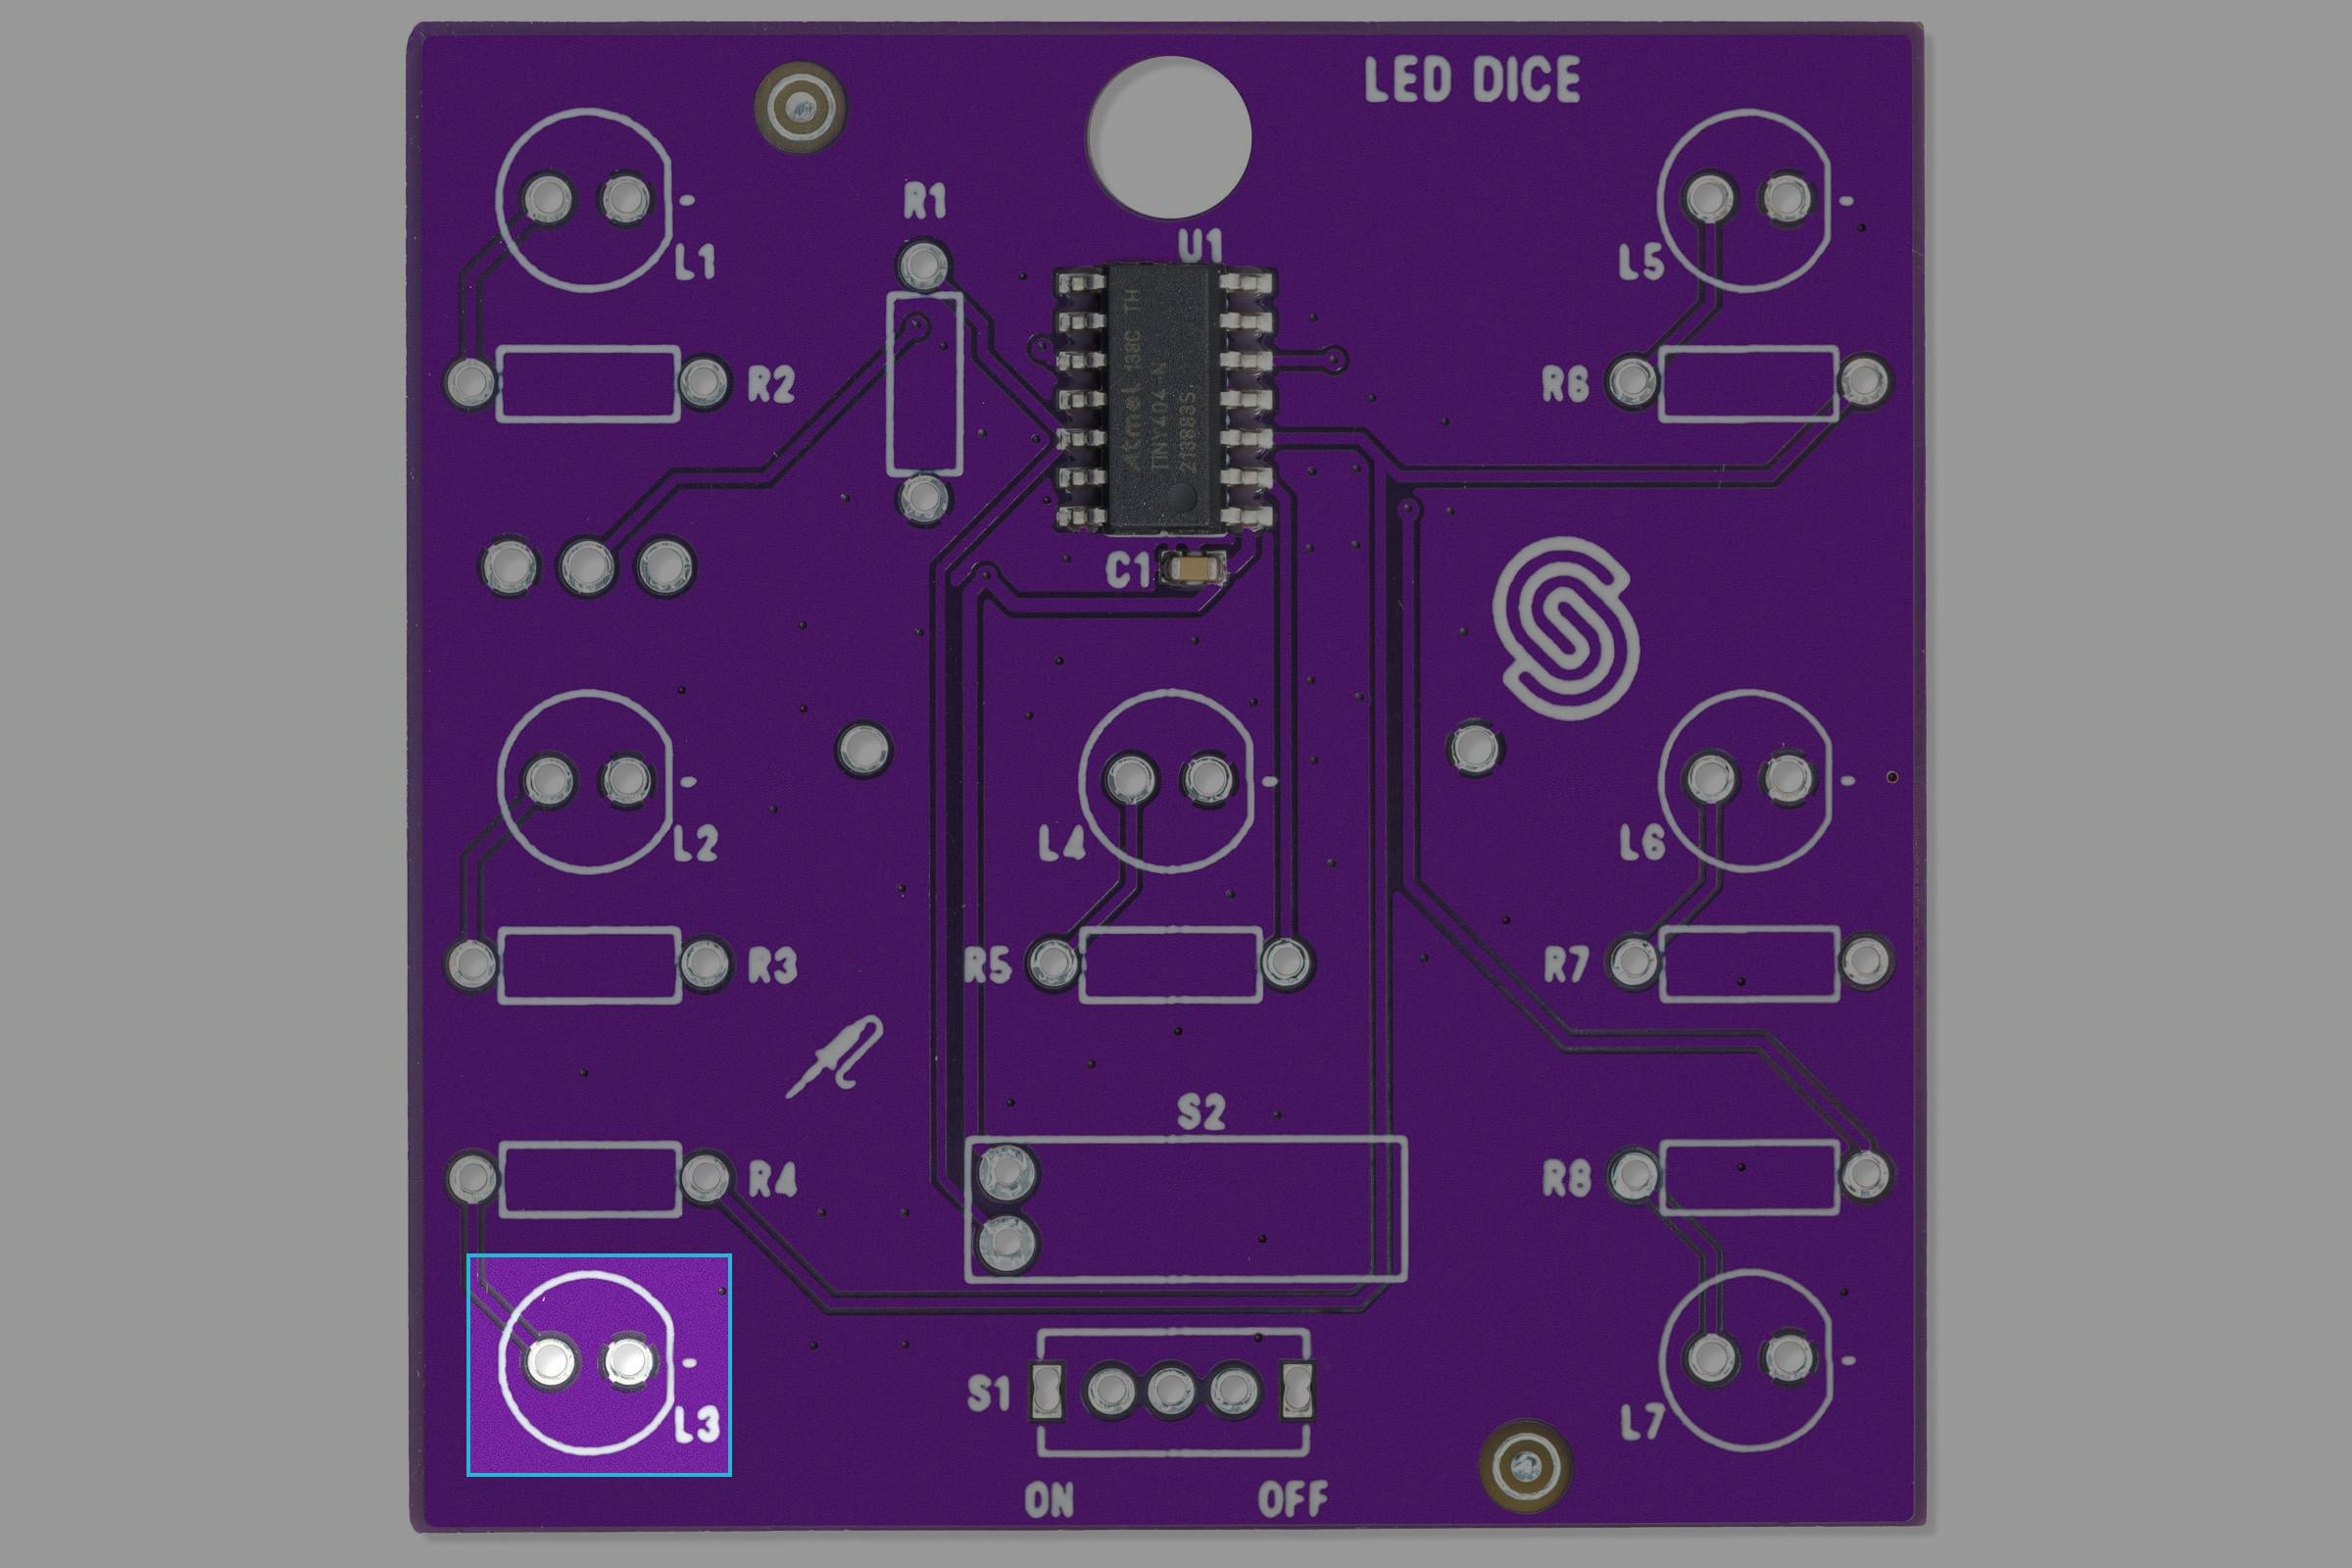 LED DICE
R1
U1
L1
L5
Atmel 138C TH
TINY404-N
213883S
R2
R6
C1
L2
L4
L6
R3
R5
R7
S2
R4
R8
S1
L3
L7
ON
OFF